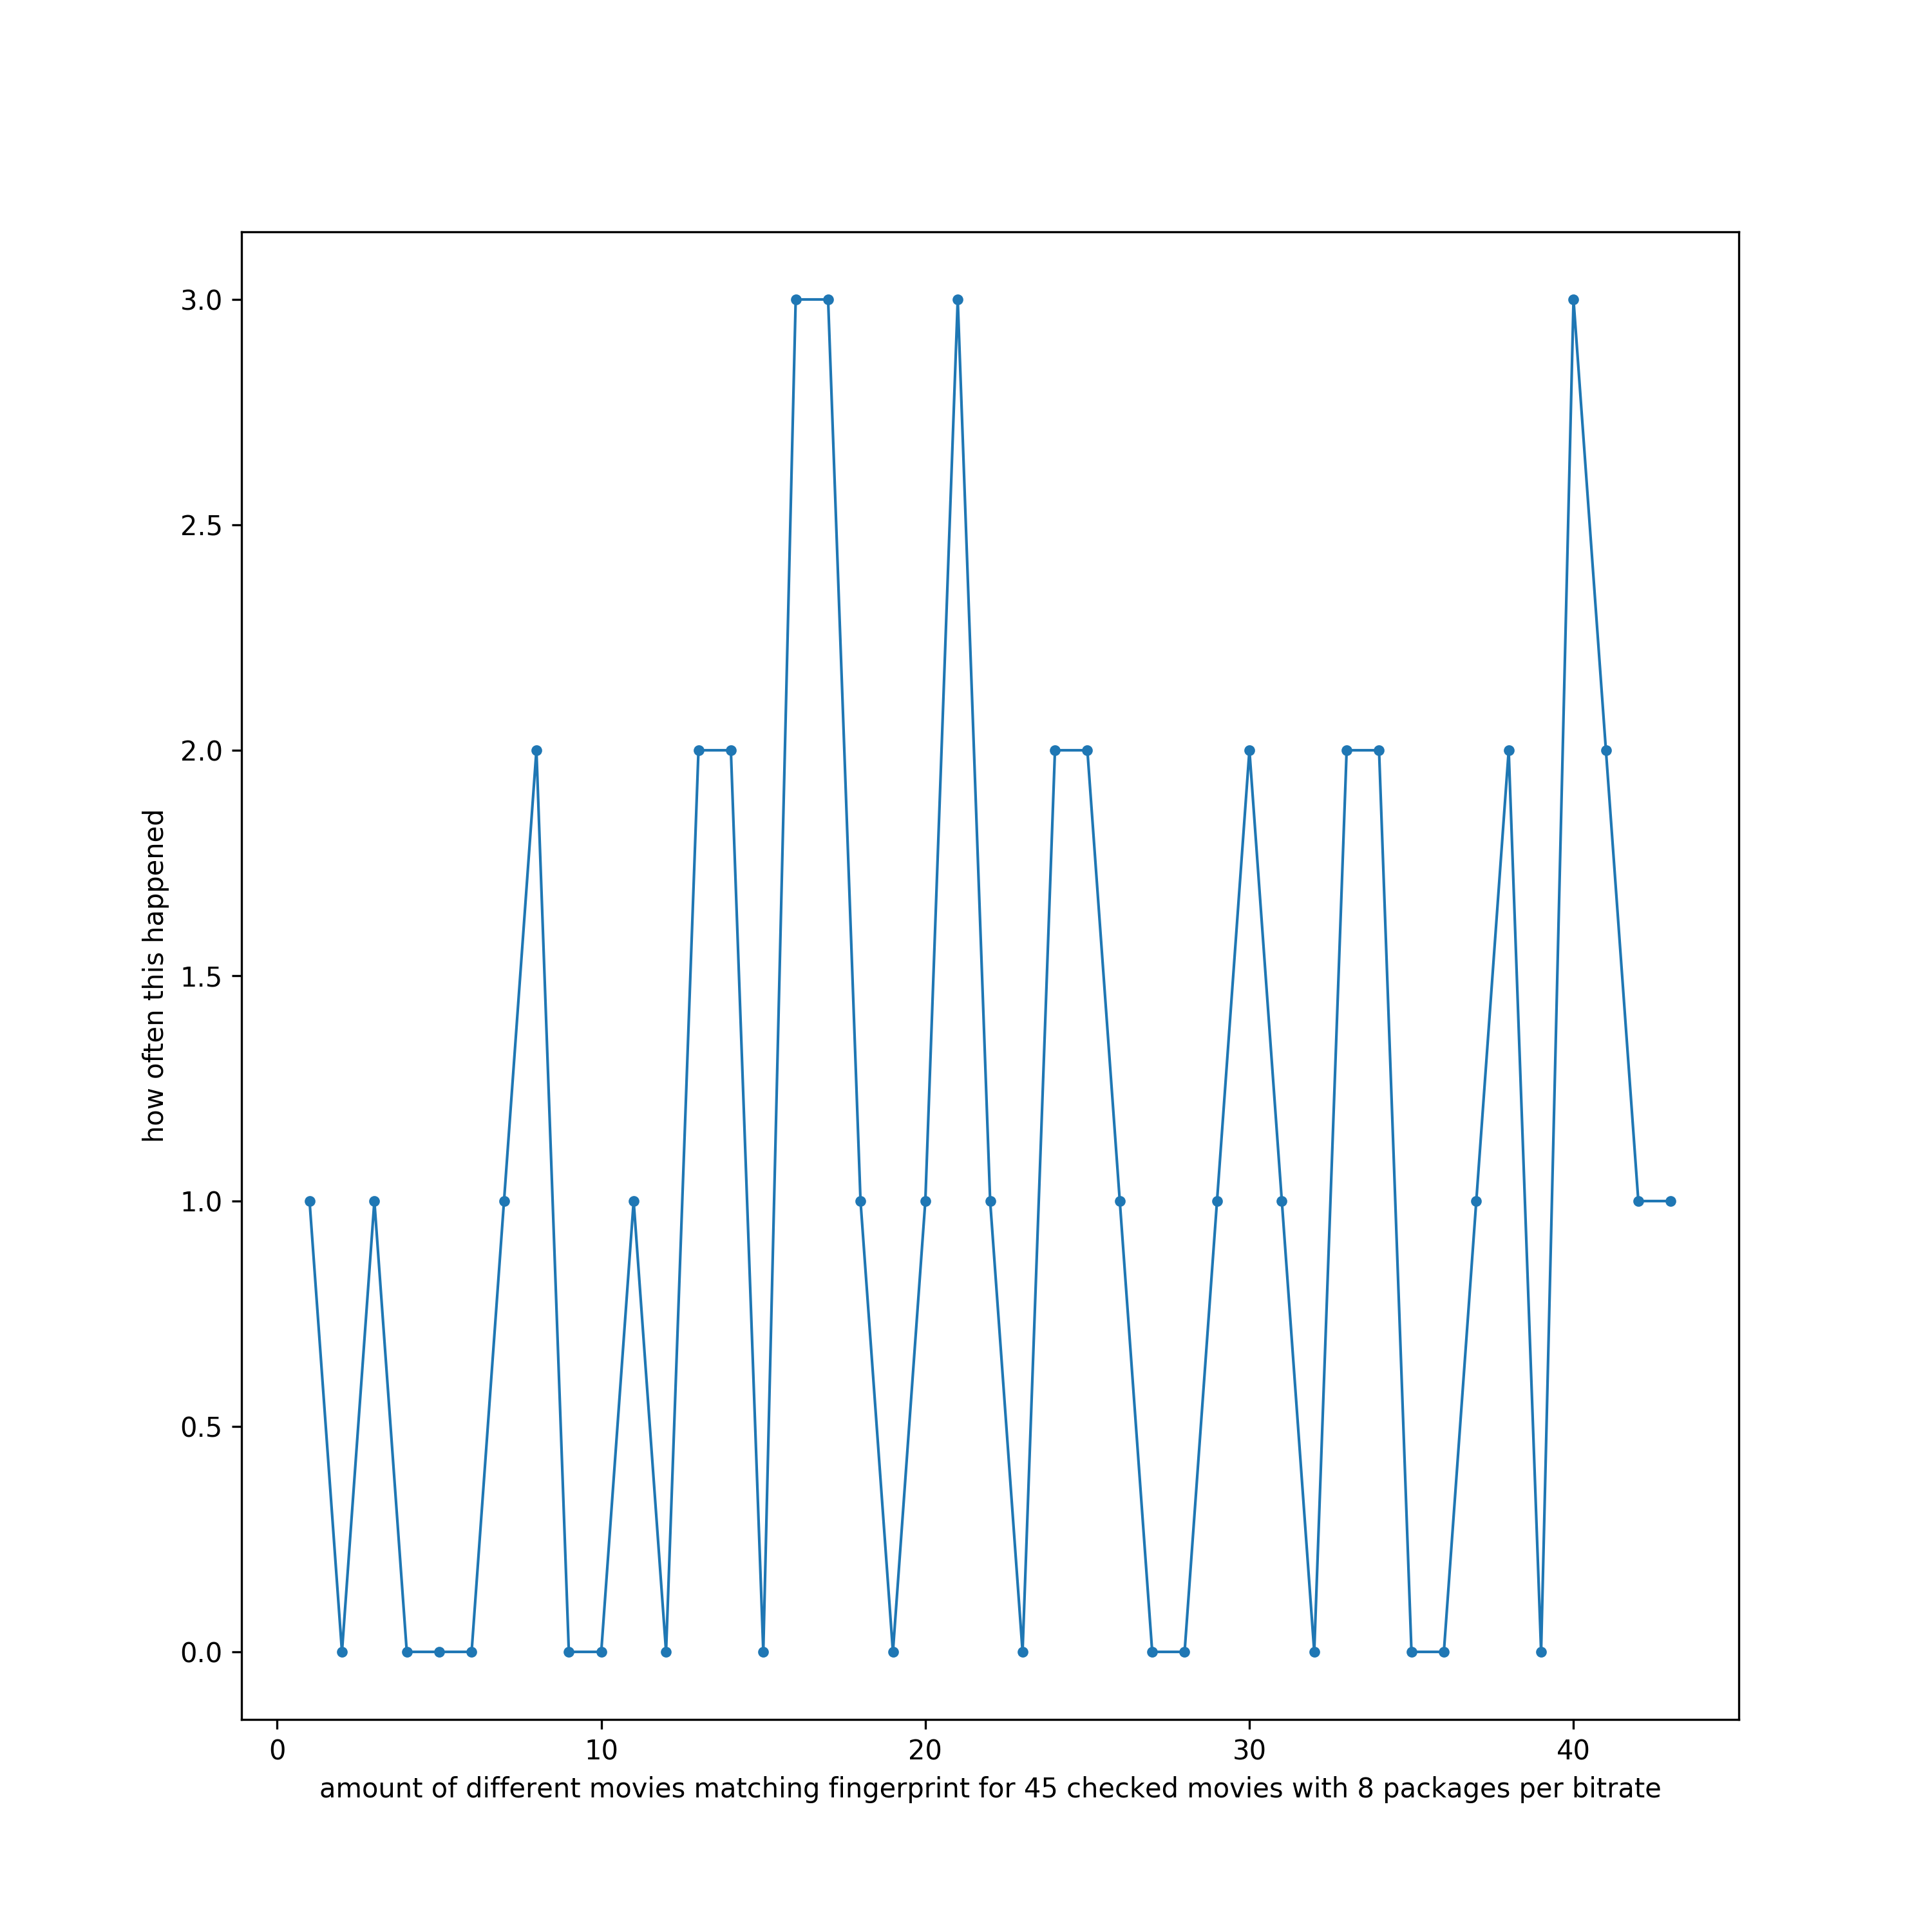 3.0
2.5
2.0
1.5
1.0
0.5
0.0
how often this happened
0 10 20 30 40
amount of different movies matching fingerprint for 45 checked movies with 8 packages per bitrate